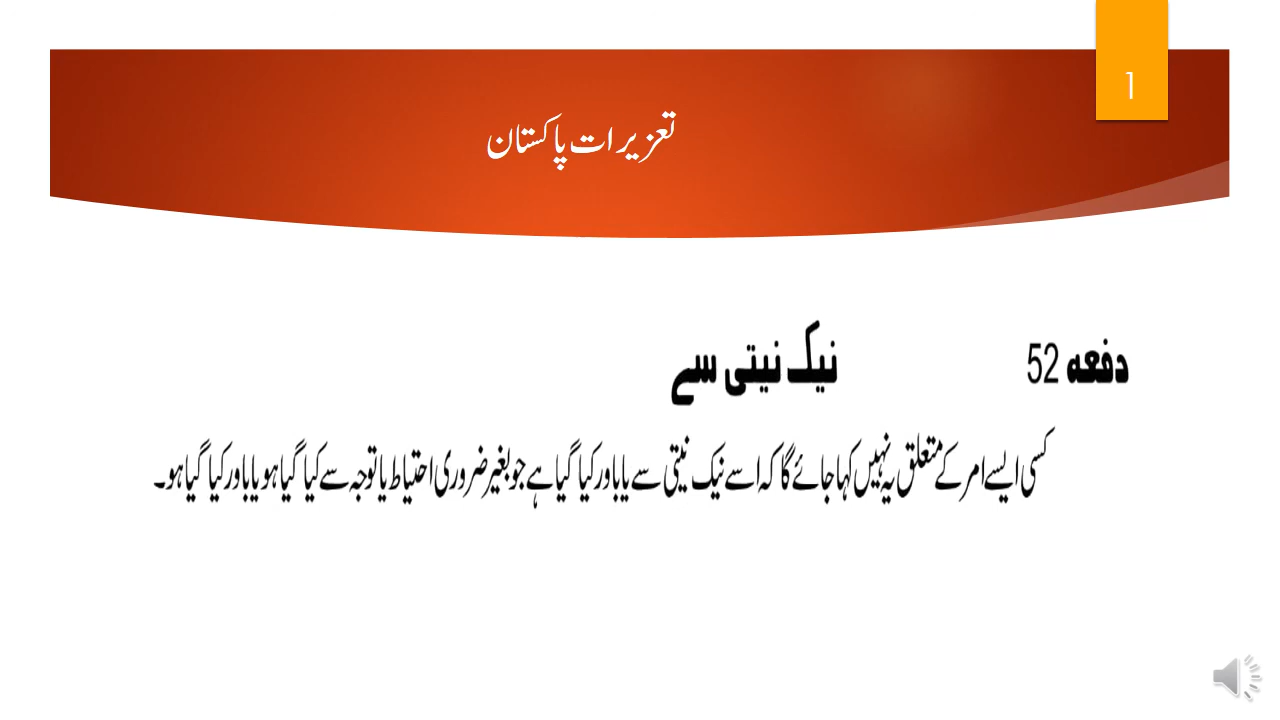 1
تعزیرات پاکستان
دفعہ 52 نیک نیتی سے
کسی ایسے امر کے متعلق یہ نہیں کہا جائے گا کہ اسے نیک نیتی سے یا باور کیا گیا ہے جو بغیر ضروری احتیاط یا توجہ سے کیا گیا ہو یا باور کیا گیا ہو۔